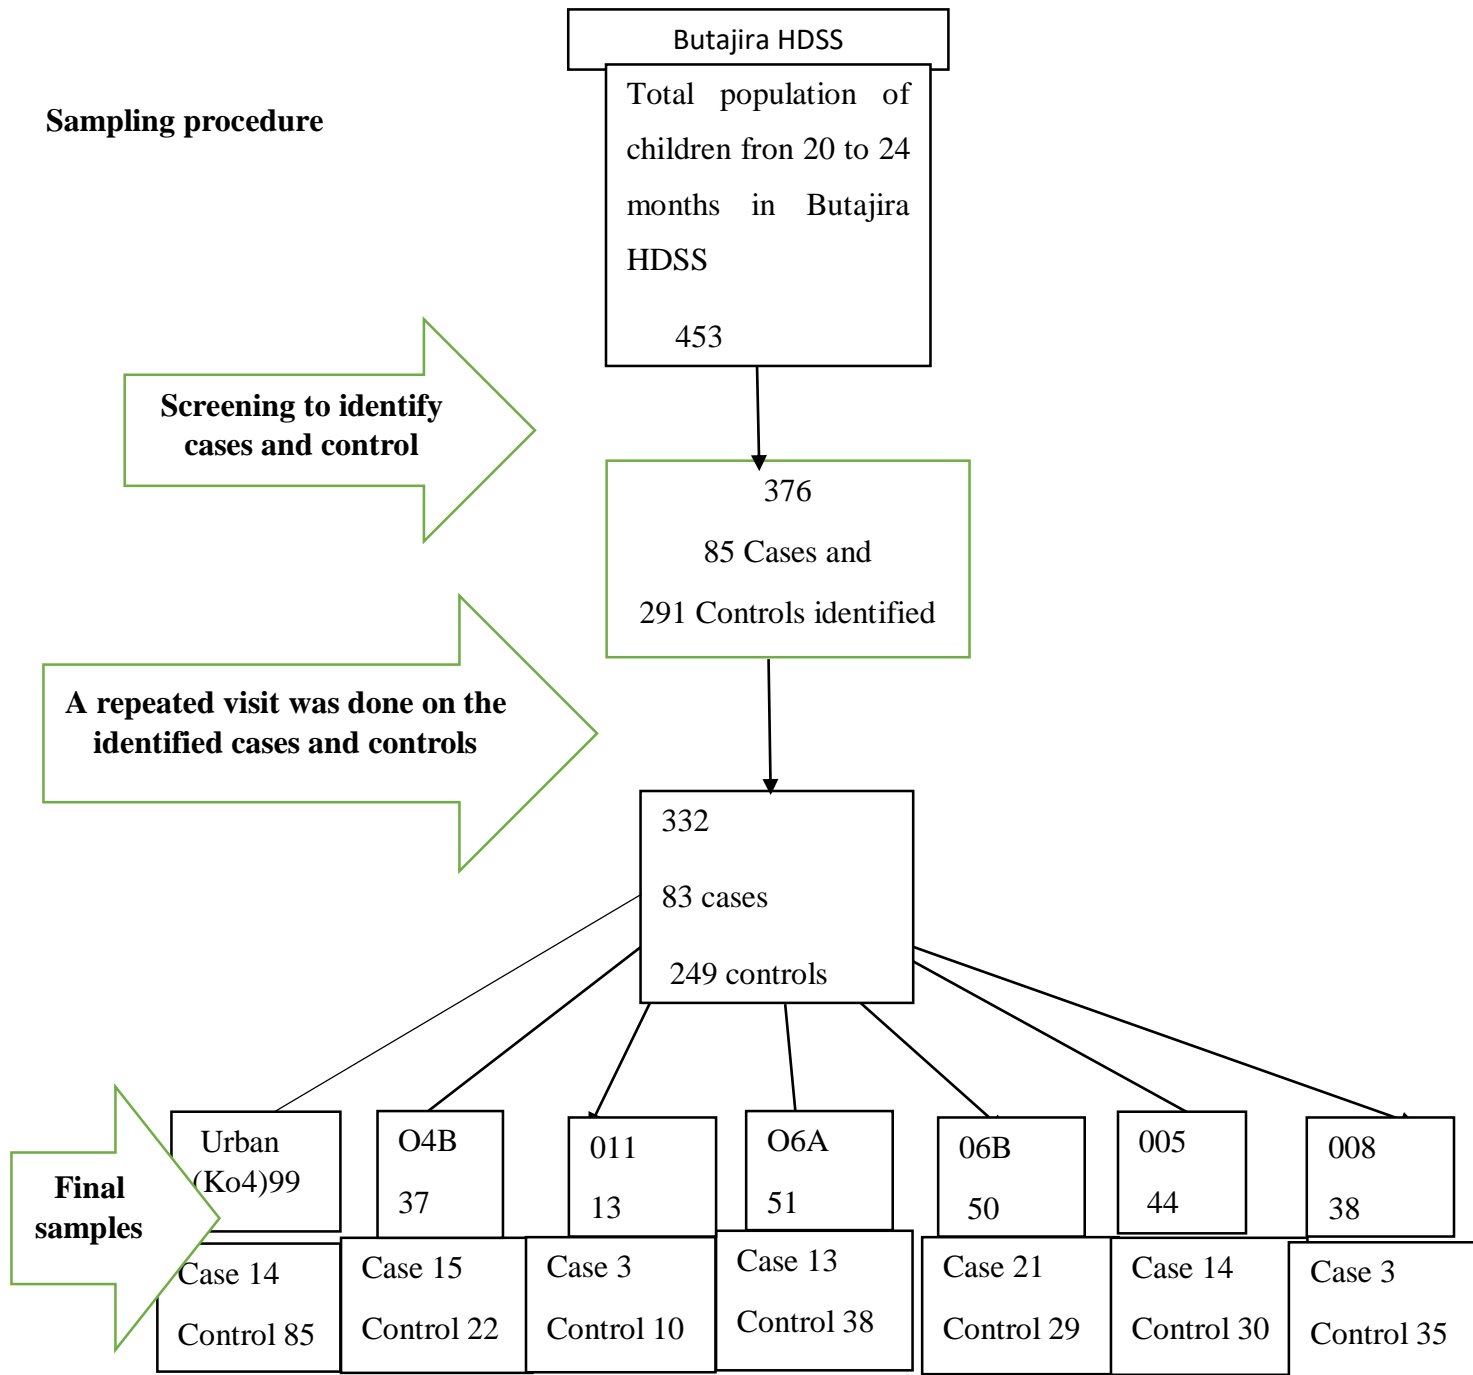 Butajira HDSS
Sampling procedure
Total population of
children fron 20 to 24
months in Butajira
HDSS
453
Screening to identify
cases and control
376
85 Cases and
291 Controls identified
A repeated visit was done on the
identified cases and controls
332
83 cases
249 controls
Final
samples
Urban
(Ko4)99
Case 14
Control 85
O4B
37
Case 15
Control 22
011
13
Case 3
Control 10
O6A
51
Case 13
Control 38
06B
50
Case 21
Control 29
005
44
Case 14
Control 30
008
38
Case 3
Control 35